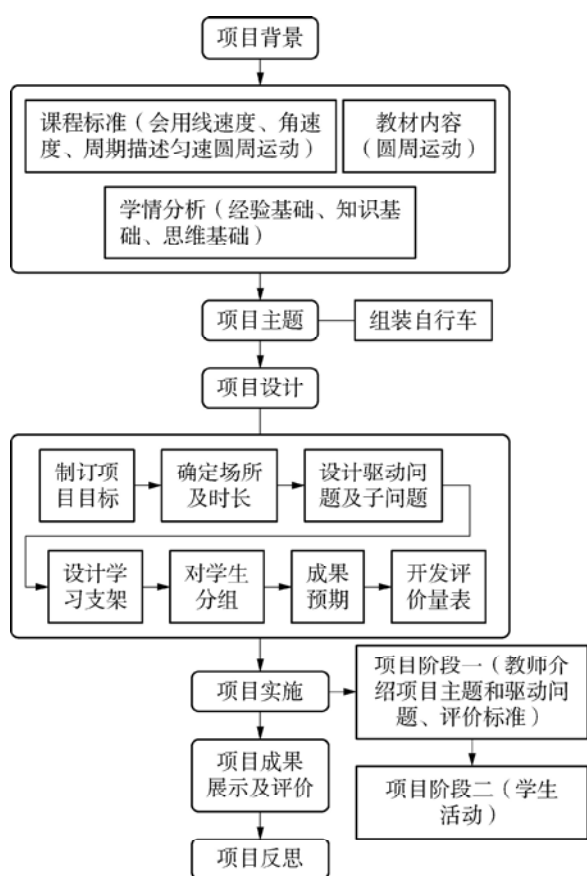 项目背景
课程标准（会用线速度、角速
度、周期描述匀速圆周运动）
教材内容
（圆周运动）
学情分析（经验基础、知识基
础、思维基础）
项目主题
组装自行车
项目设计
制订项
目目标
确定场所
及时长
设计驱动问
题及子问题
设计学
习支架
对学生
分组
成果
预期
开发评
价量表
项目实施
项目阶段一（教师介
绍项目主题和驱动问
题、评价标准）
项目成果
展示及评价
项目阶段二（学生
活动）
项目反思